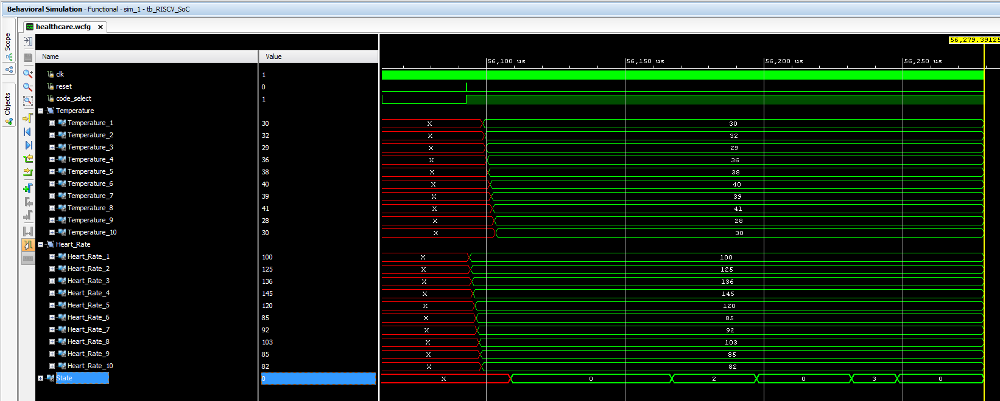 Behavioral Simulation - Functional - sim_1 - tb_RISCV_SoC
healthcare.wcfg
Scope
Objects
56,279.39125
Name Value
56,100 us 56,150 us 56,200 us 56,250 us
clk 1
reset 0
code_select 1
Temperature
Temperature_1 30 X 30
Temperature_2 32 X 32
Temperature_3 29 X 29
Temperature_4 36 X 36
Temperature_5 38 X 38
Temperature_6 40 X 40
Temperature_7 39 X 39
Temperature_8 41 X 41
Temperature_9 28 X 28
Temperature_10 30 X 30
Heart_Rate
Heart_Rate_1 100 X 100
Heart_Rate_2 125 X 125
Heart_Rate_3 136 X 136
Heart_Rate_4 145 X 145
Heart_Rate_5 120 X 120
Heart_Rate_6 85 X 85
Heart_Rate_7 92 X 92
Heart_Rate_8 103 X 103
Heart_Rate_9 85 X 85
Heart_Rate_10 82 X 82
State 0 X 0 2 0 3 0